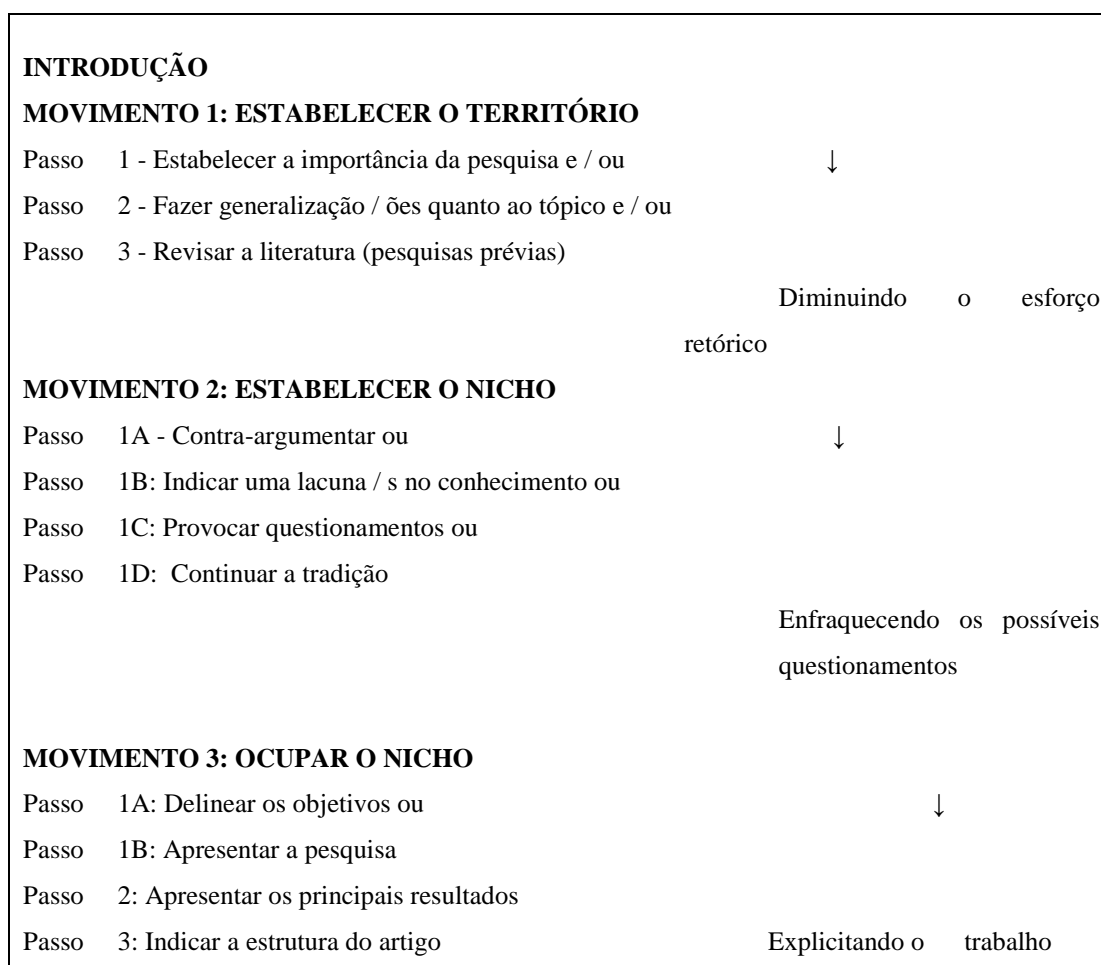 INTRODUÇÃO
MOVIMENTO 1: ESTABELECER O TERRITÓRIO
Passo 1 - Estabelecer a importância da pesquisa e / ou ↓
Passo 2 - Fazer generalização / ões quanto ao tópico e / ou
Passo 3 - Revisar a literatura (pesquisas prévias)
Diminuindo o esforço
retórico
MOVIMENTO 2: ESTABELECER O NICHO
Passo 1A - Contra-argumentar ou ↓
Passo 1B: Indicar uma lacuna / s no conhecimento ou
Passo 1C: Provocar questionamentos ou
Passo 1D: Continuar a tradição
Enfraquecendo os possíveis
questionamentos
MOVIMENTO 3: OCUPAR O NICHO
Passo 1A: Delinear os objetivos ou ↓
Passo 1B: Apresentar a pesquisa
Passo 2: Apresentar os principais resultados
Passo 3: Indicar a estrutura do artigo Explicitando o trabalho